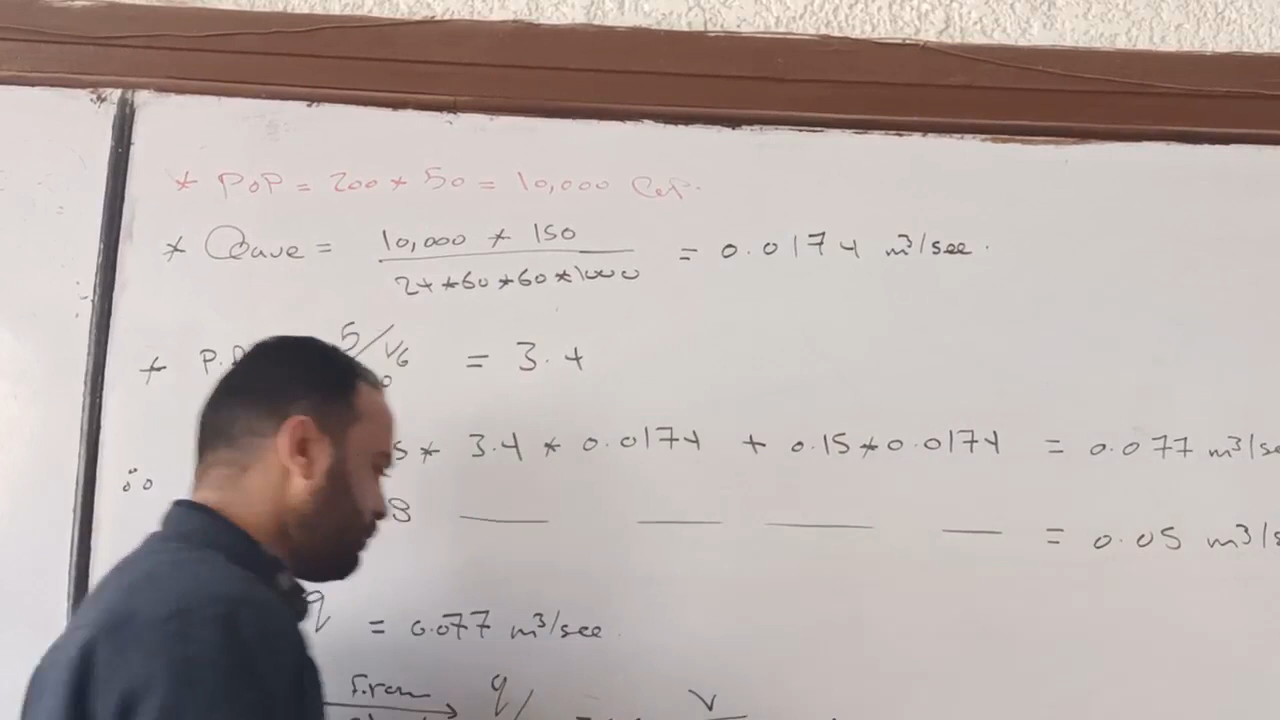 * POP = 200 * 50 = 10,000 Cap.
* Qave = 10,000 * 150 / 24*60*60*1000 = 0.0174 m³/sec.
* P. 5/ = 3.4
∴ 5 * 3.4 * 0.0174 + 0.15*0.0174 = 0.077 m³/se
8 — — — — = 0.05 m³/s
q = 0.077 m³/sec.
From q/ = V